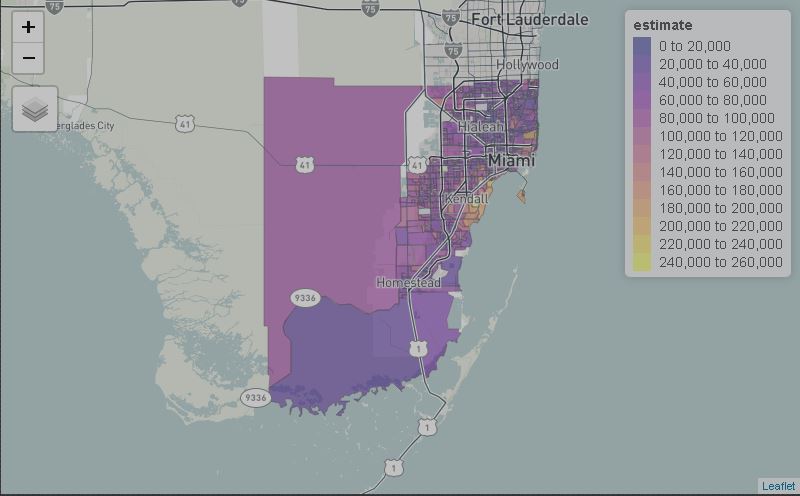 75
75
75
75
75
+
−
Fort Lauderdale
Hollywood
estimate
0 to 20,000
20,000 to 40,000
40,000 to 60,000
60,000 to 80,000
80,000 to 100,000
100,000 to 120,000
120,000 to 140,000
140,000 to 160,000
160,000 to 180,000
180,000 to 200,000
200,000 to 220,000
220,000 to 240,000
240,000 to 260,000
erglades City
41
41
41
Hialeah
Miami
Kendall
Homestead
9336
1
9336
1
1
Leaflet